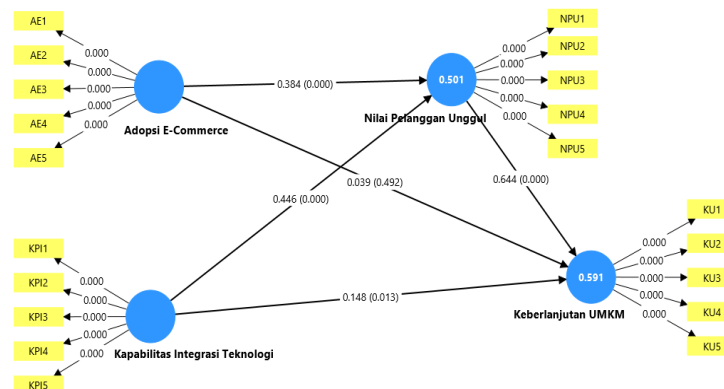 AE1
AE2
AE3
AE4
AE5
0.000
0.000
0.000
0.000
0.000
Adopsi E-Commerce
0.384 (0.000)
0.501
Nilai Pelanggan Unggul
NPU1
NPU2
NPU3
NPU4
NPU5
0.000
0.000
0.000
0.000
0.000
0.446 (0.000)
0.039 (0.492)
0.644 (0.000)
KPI1
KPI2
KPI3
KPI4
KPI5
0.000
0.000
0.000
0.000
0.000
Kapabilitas Integrasi Teknologi
0.148 (0.013)
0.591
Keberlanjutan UMKM
KU1
KU2
KU3
KU4
KU5
0.000
0.000
0.000
0.000
0.000